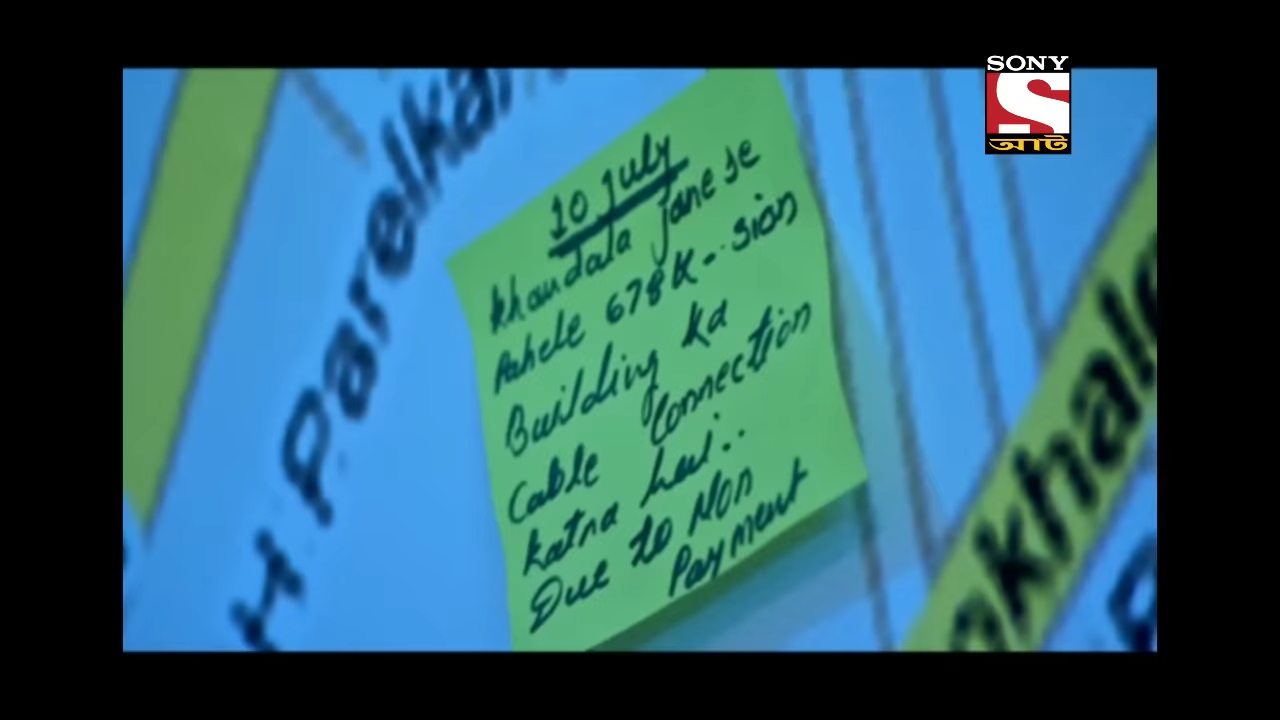 SONY
S
আট
H Parelkar
10 July
Khandala Jane se
Pahele 678K-.Sion
Building ka
Cable Connection
Katna hai..
Due to Non
Payment